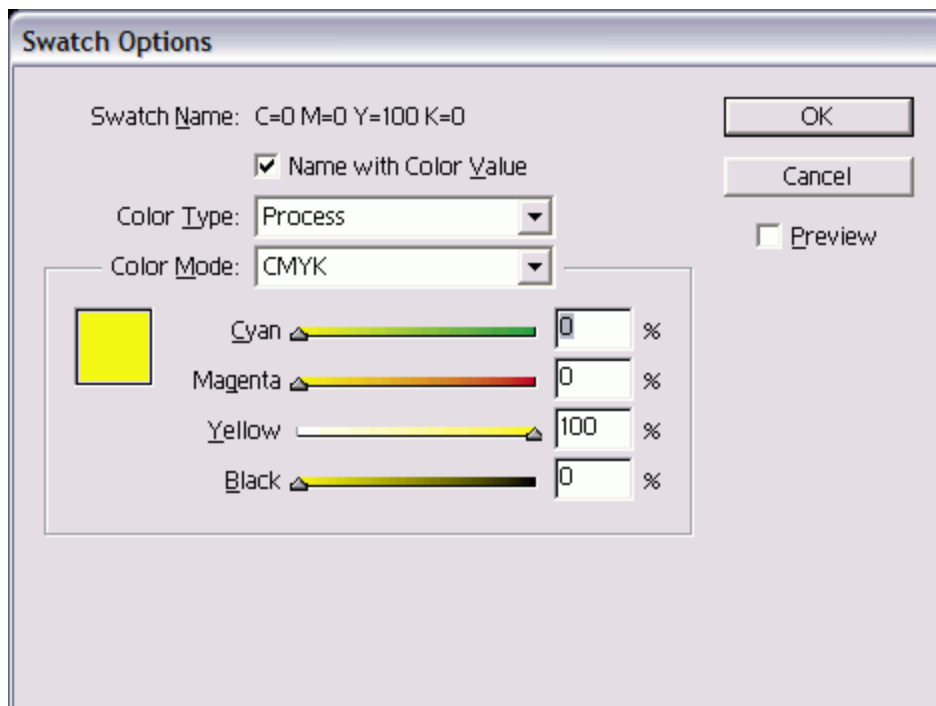 Swatch Options
Swatch Name: C=0 M=0 Y=100 K=0
OK
Name with Color Value
Cancel
Color Type: Process
Preview
Color Mode: CMYK
Cyan 0 %
Magenta 0 %
Yellow 100 %
Black 0 %